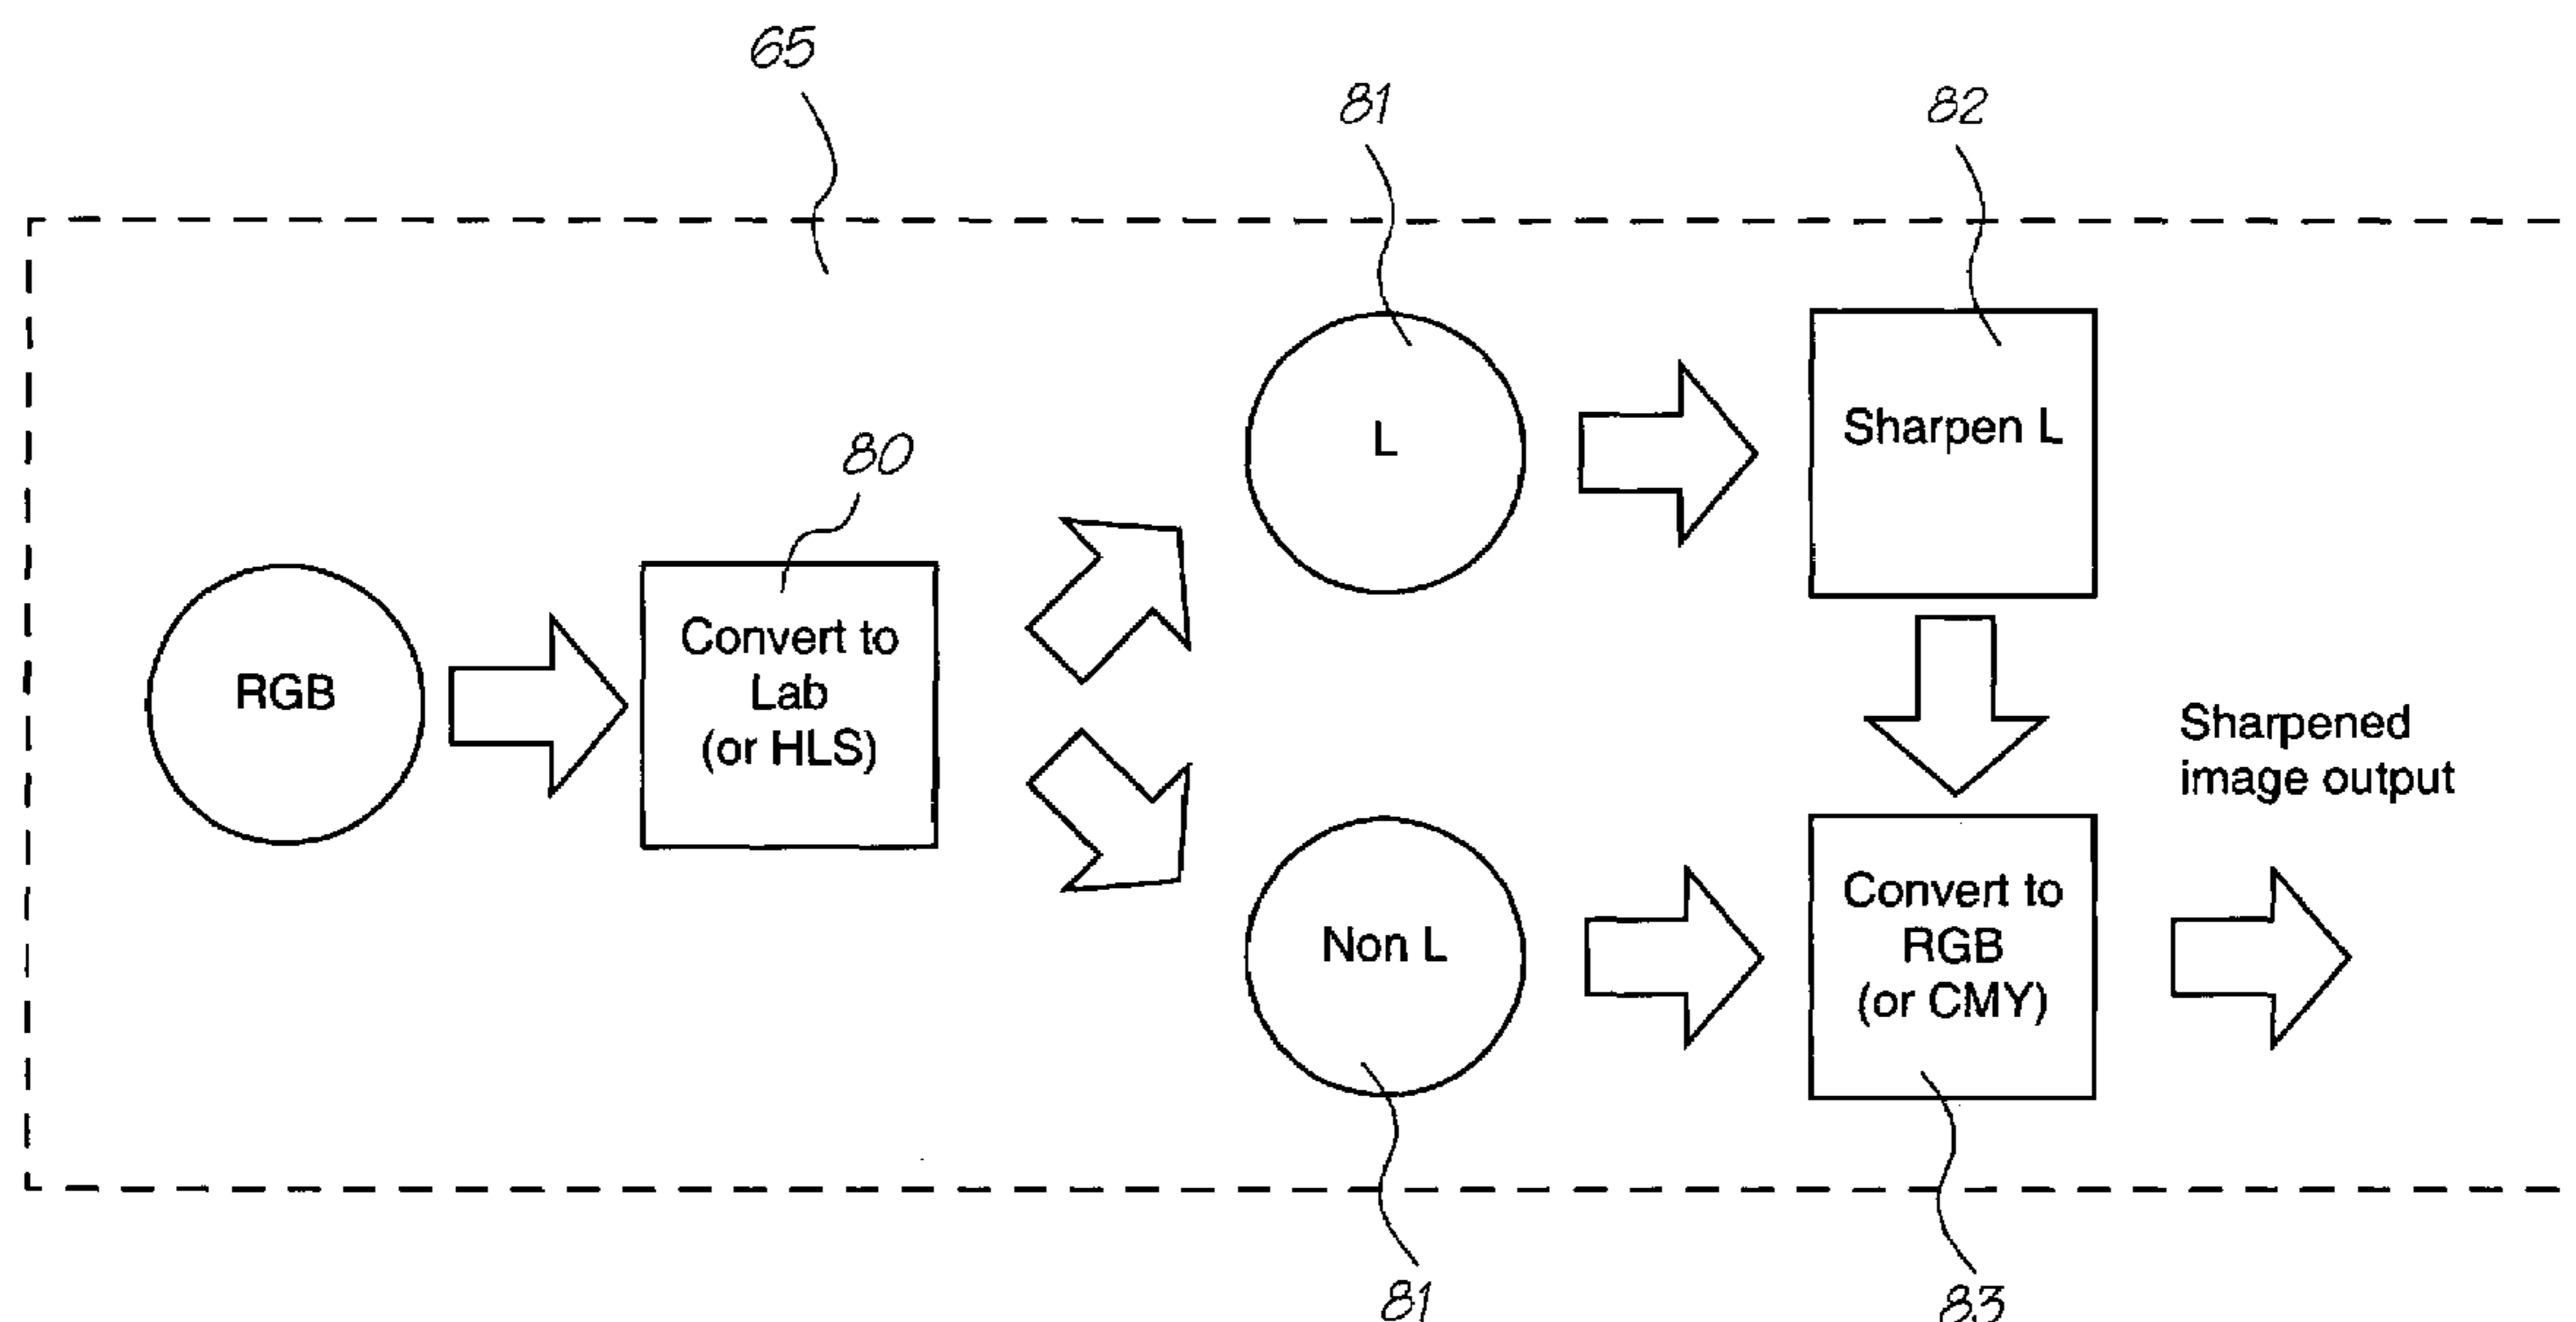 65
81
82
80
L
Sharpen L
RGB
Convert to
Lab
(or HLS)
Sharpened
image output
Non L
Convert to
RGB
(or CMY)
81
83